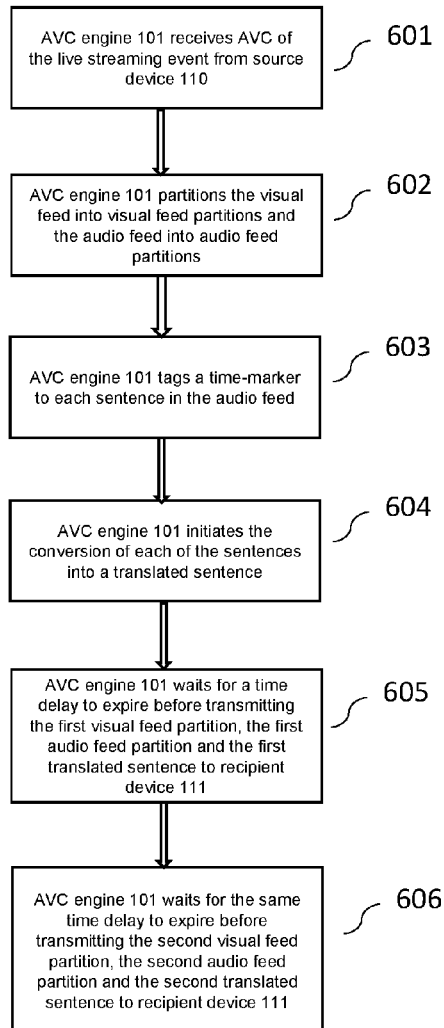 AVC engine 101 receives AVC of
the live streaming event from source
device 110
601
AVC engine 101 partitions the visual
feed into visual feed partitions and
the audio feed into audio feed
partitions
602
AVC engine 101 tags a time-marker
to each sentence in the audio feed
603
AVC engine 101 initiates the
conversion of each of the sentences
into a translated sentence
604
AVC engine 101 waits for a time
delay to expire before transmitting
the first visual feed partition, the first
audio feed partition and the first
translated sentence to recipient
device 111
605
AVC engine 101 waits for the same
time delay to expire before
transmitting the second visual feed
partition, the second audio feed
partition and the second translated
sentence to recipient device 111
606